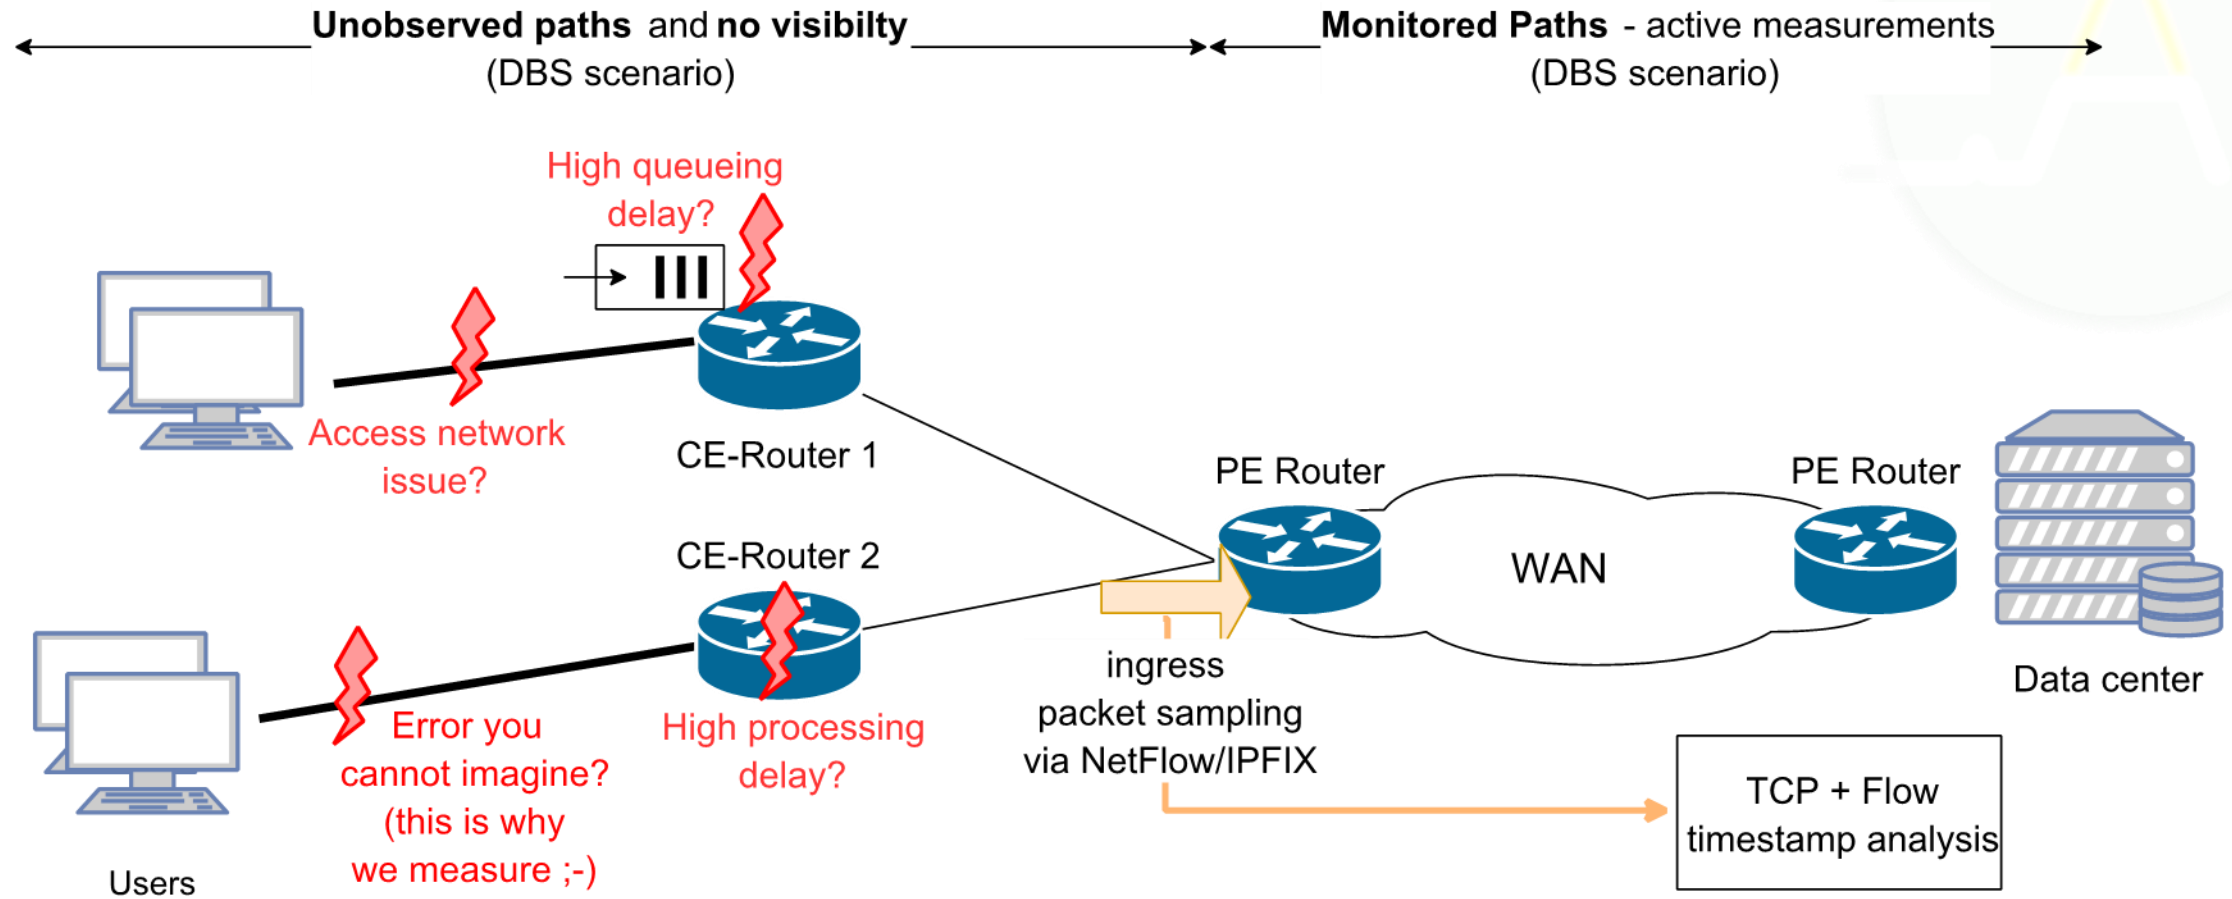 Unobserved paths and no visibilty
(DBS scenario)
Monitored Paths - active measurements
(DBS scenario)
High queueing
delay?
Access network
issue?
CE-Router 1
CE-Router 2
PE Router
PE Router
WAN
Data center
High processing
delay?
Error you
cannot imagine?
(this is why
we measure ;-)
Users
ingress
packet sampling
via NetFlow/IPFIX
TCP + Flow
timestamp analysis